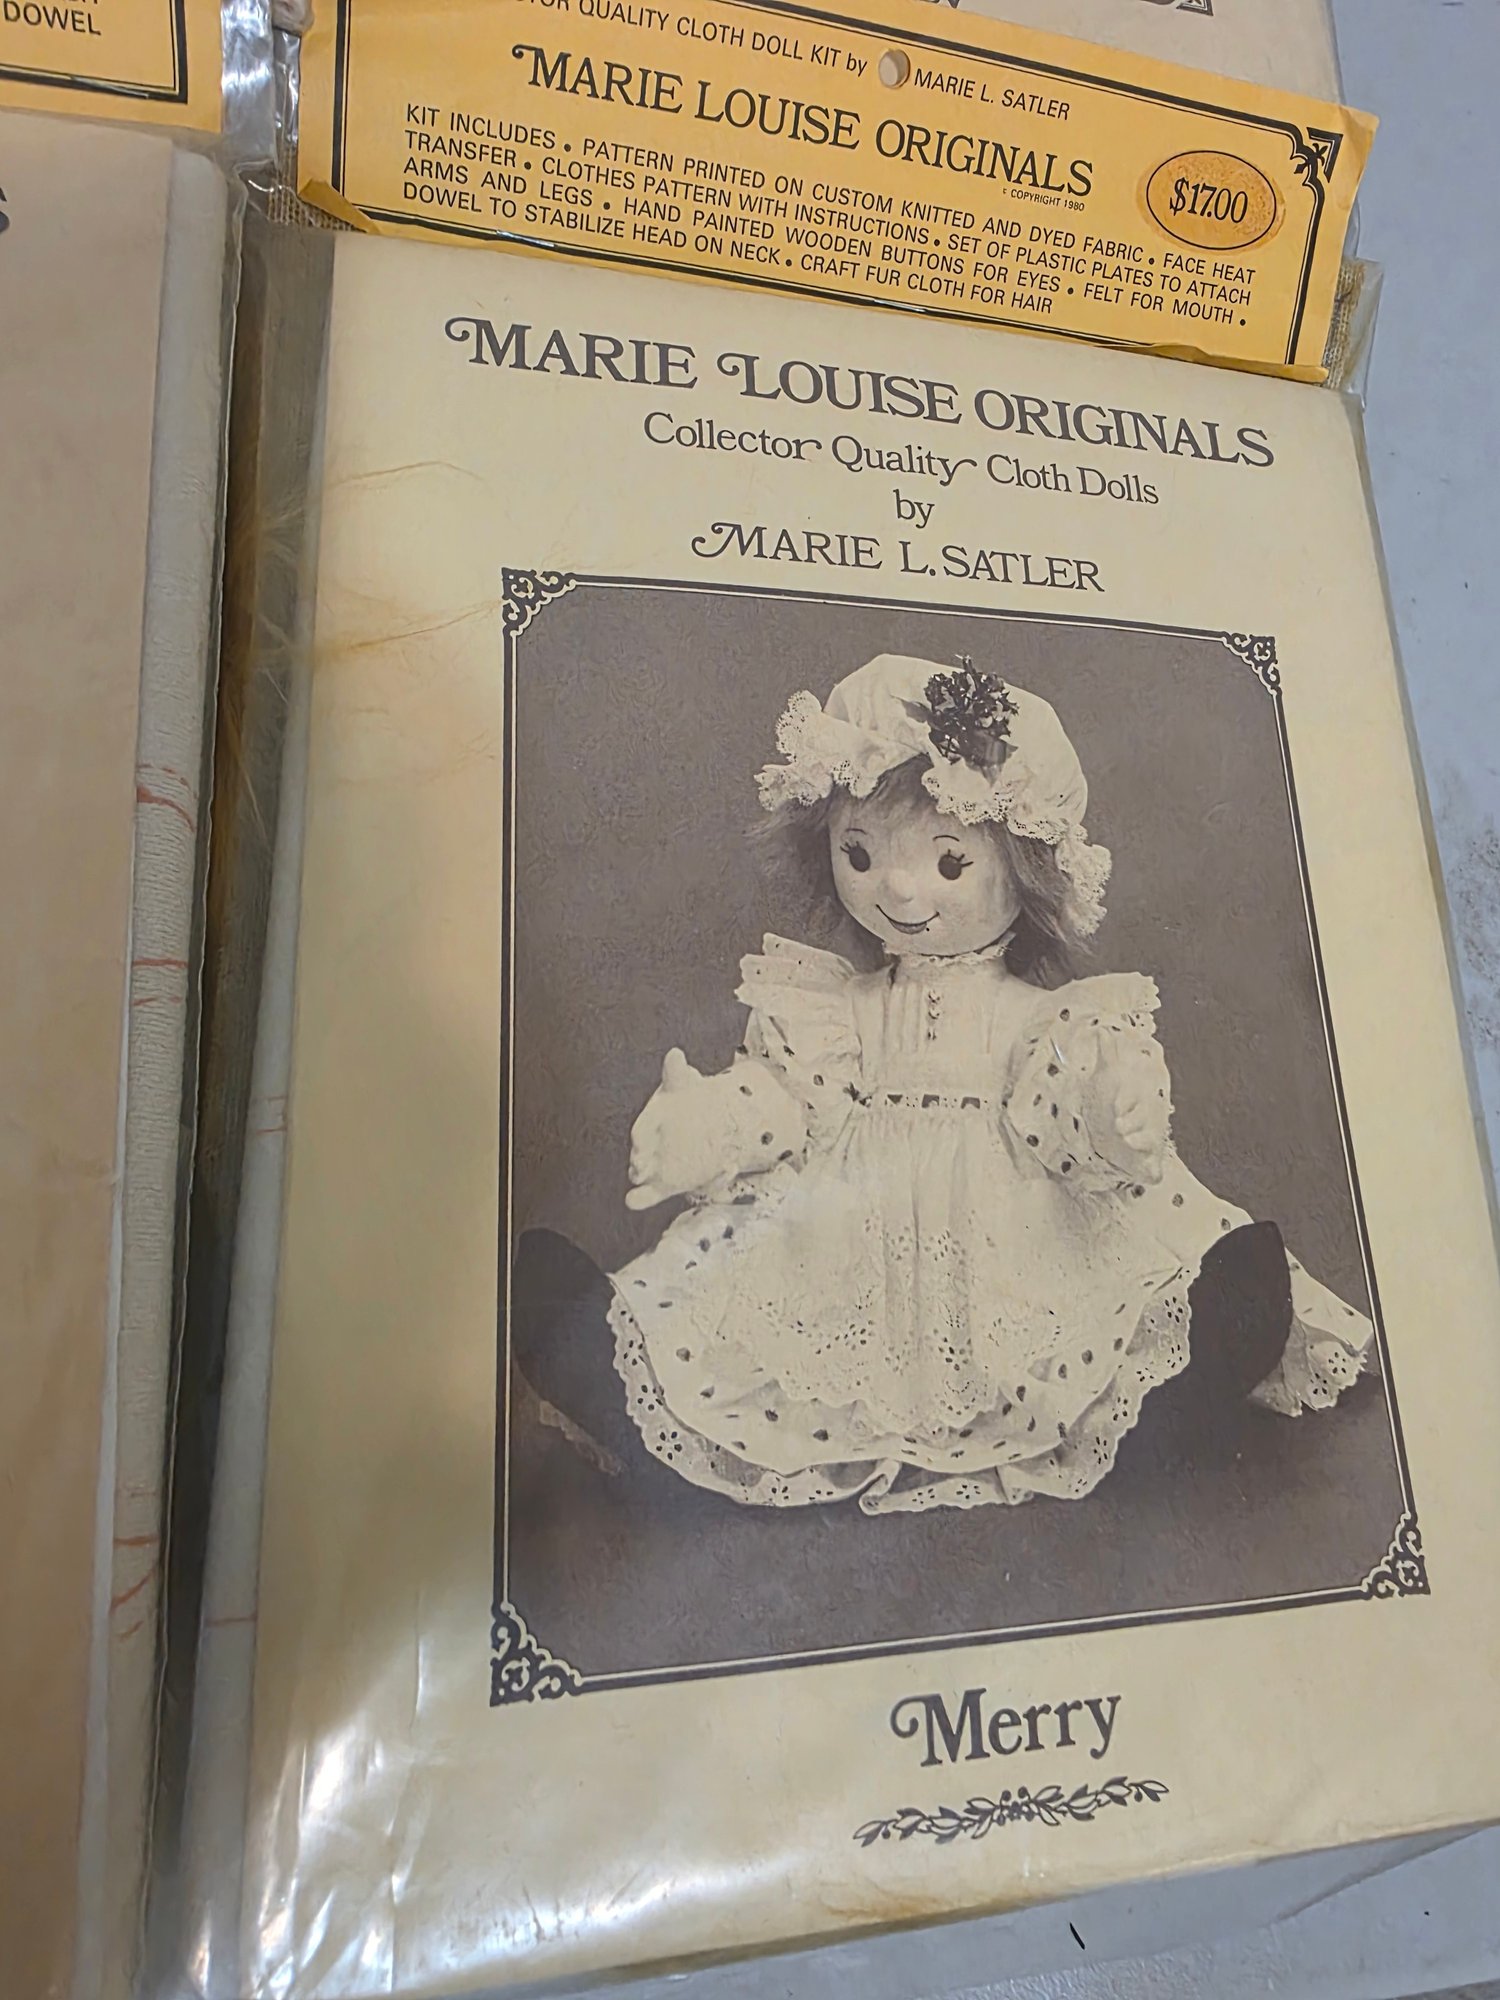 DOWEL
QUALITY CLOTH DOLL KIT by MARIE L. SATLER
MARIE LOUISE ORIGINALS
© COPYRIGHT 1980
$17.00
KIT INCLUDES • PATTERN PRINTED ON CUSTOM KNITTED AND DYED FABRIC • FACE HEAT
TRANSFER • CLOTHES PATTERN WITH INSTRUCTIONS • SET OF PLASTIC PLATES TO ATTACH
ARMS AND LEGS • HAND PAINTED WOODEN BUTTONS FOR EYES • FELT FOR MOUTH •
DOWEL TO STABILIZE HEAD ON NECK • CRAFT FUR CLOTH FOR HAIR
MARIE LOUISE ORIGINALS
Collector Quality Cloth Dolls
by
MARIE L. SATLER
Merry